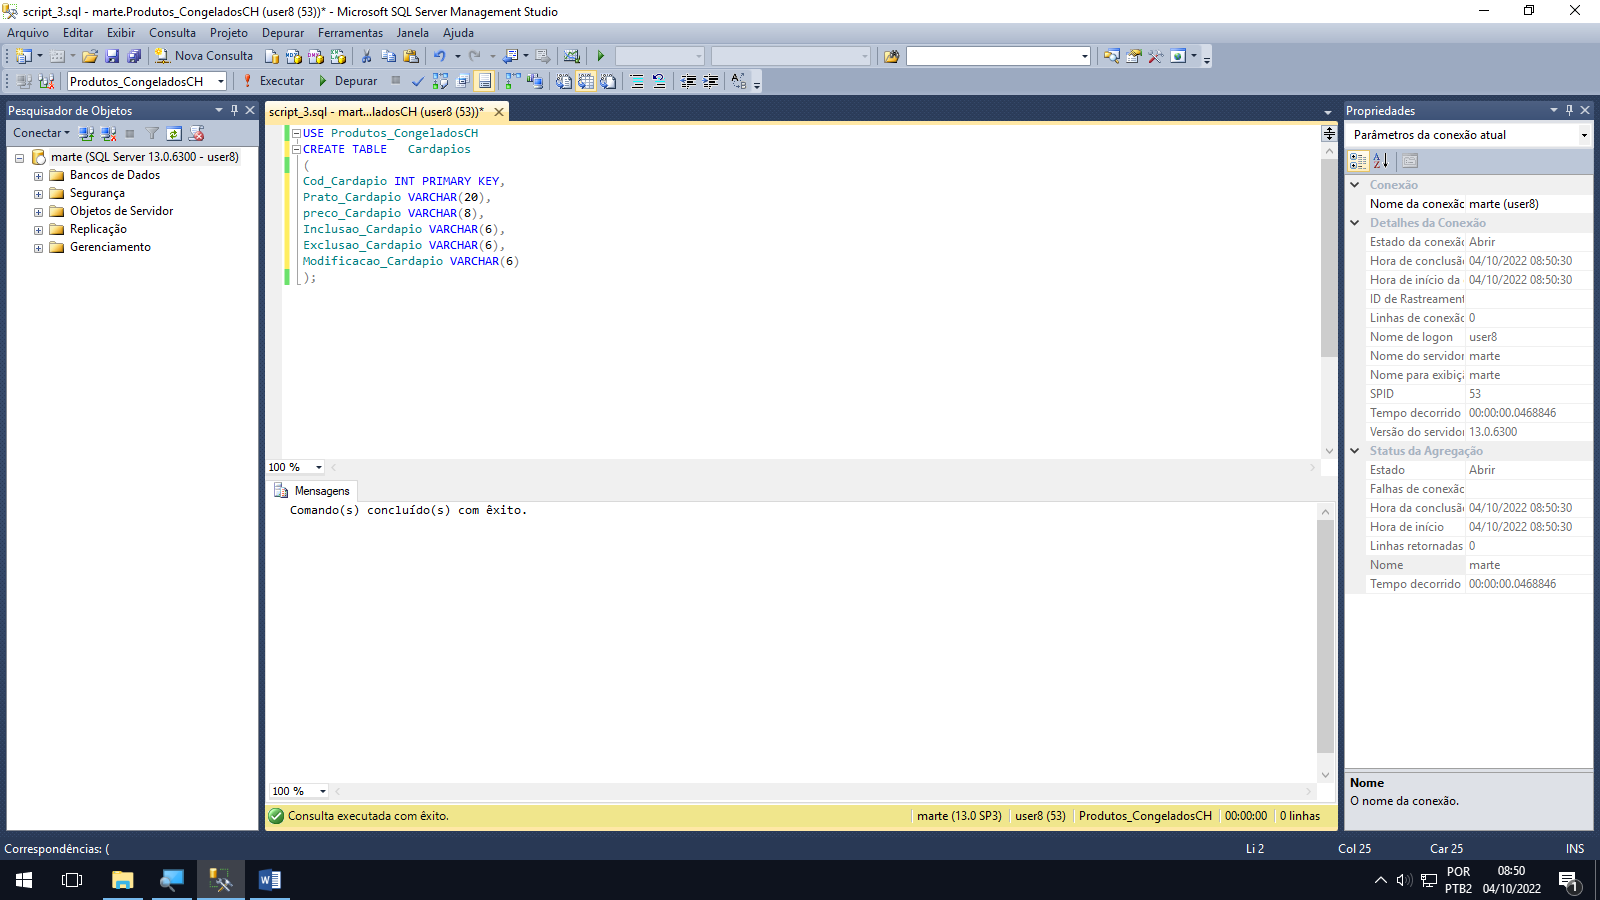 script_3.sql - marte.Produtos_CongeladosCH (user8 (53))* - Microsoft SQL Server Management Studio
Arquivo Editar Exibir Consulta Projeto Depurar Ferramentas Janela Ajuda
Nova Consulta
Produtos_CongeladosCH Executar Depurar
Pesquisador de Objetos
Conectar
marte (SQL Server 13.0.6300 - user8)
Bancos de Dados
Segurança
Objetos de Servidor
Replicação
Gerenciamento
script_3.sql - mart...ladosCH (user8 (53))*
USE Produtos_CongeladosCH
CREATE TABLE Cardapios
(
Cod_Cardapio INT PRIMARY KEY,
Prato_Cardapio VARCHAR(20),
preco_Cardapio VARCHAR(8),
Inclusao_Cardapio VARCHAR(6),
Exclusao_Cardapio VARCHAR(6),
Modificacao_Cardapio VARCHAR(6)
);
100 %
Mensagens
Comando(s) concluído(s) com êxito.
100 %
Consulta executada com êxito. marte (13.0 SP3) user8 (53) Produtos_CongeladosCH 00:00:00 0 linhas
Propriedades
Parâmetros da conexão atual
Conexão
Nome da conexão marte (user8)
Detalhes da Conexão
Estado da conexã Abrir
Hora de conclusã 04/10/2022 08:50:30
Hora de início da 04/10/2022 08:50:30
ID de Rastreament
Linhas de conexão 0
Nome de logon user8
Nome do servidor marte
Nome para exibiçã marte
SPID 53
Tempo decorrido 00:00:00.0468846
Versão do servidor 13.0.6300
Status da Agregação
Estado Abrir
Falhas de conexão
Hora da conclusão 04/10/2022 08:50:30
Hora de início 04/10/2022 08:50:30
Linhas retornadas 0
Nome marte
Tempo decorrido 00:00:00.0468846
Nome
O nome da conexão.
Correspondências: ( Li 2 Col 25 Car 25 INS
POR 08:50
PTB2 04/10/2022 1